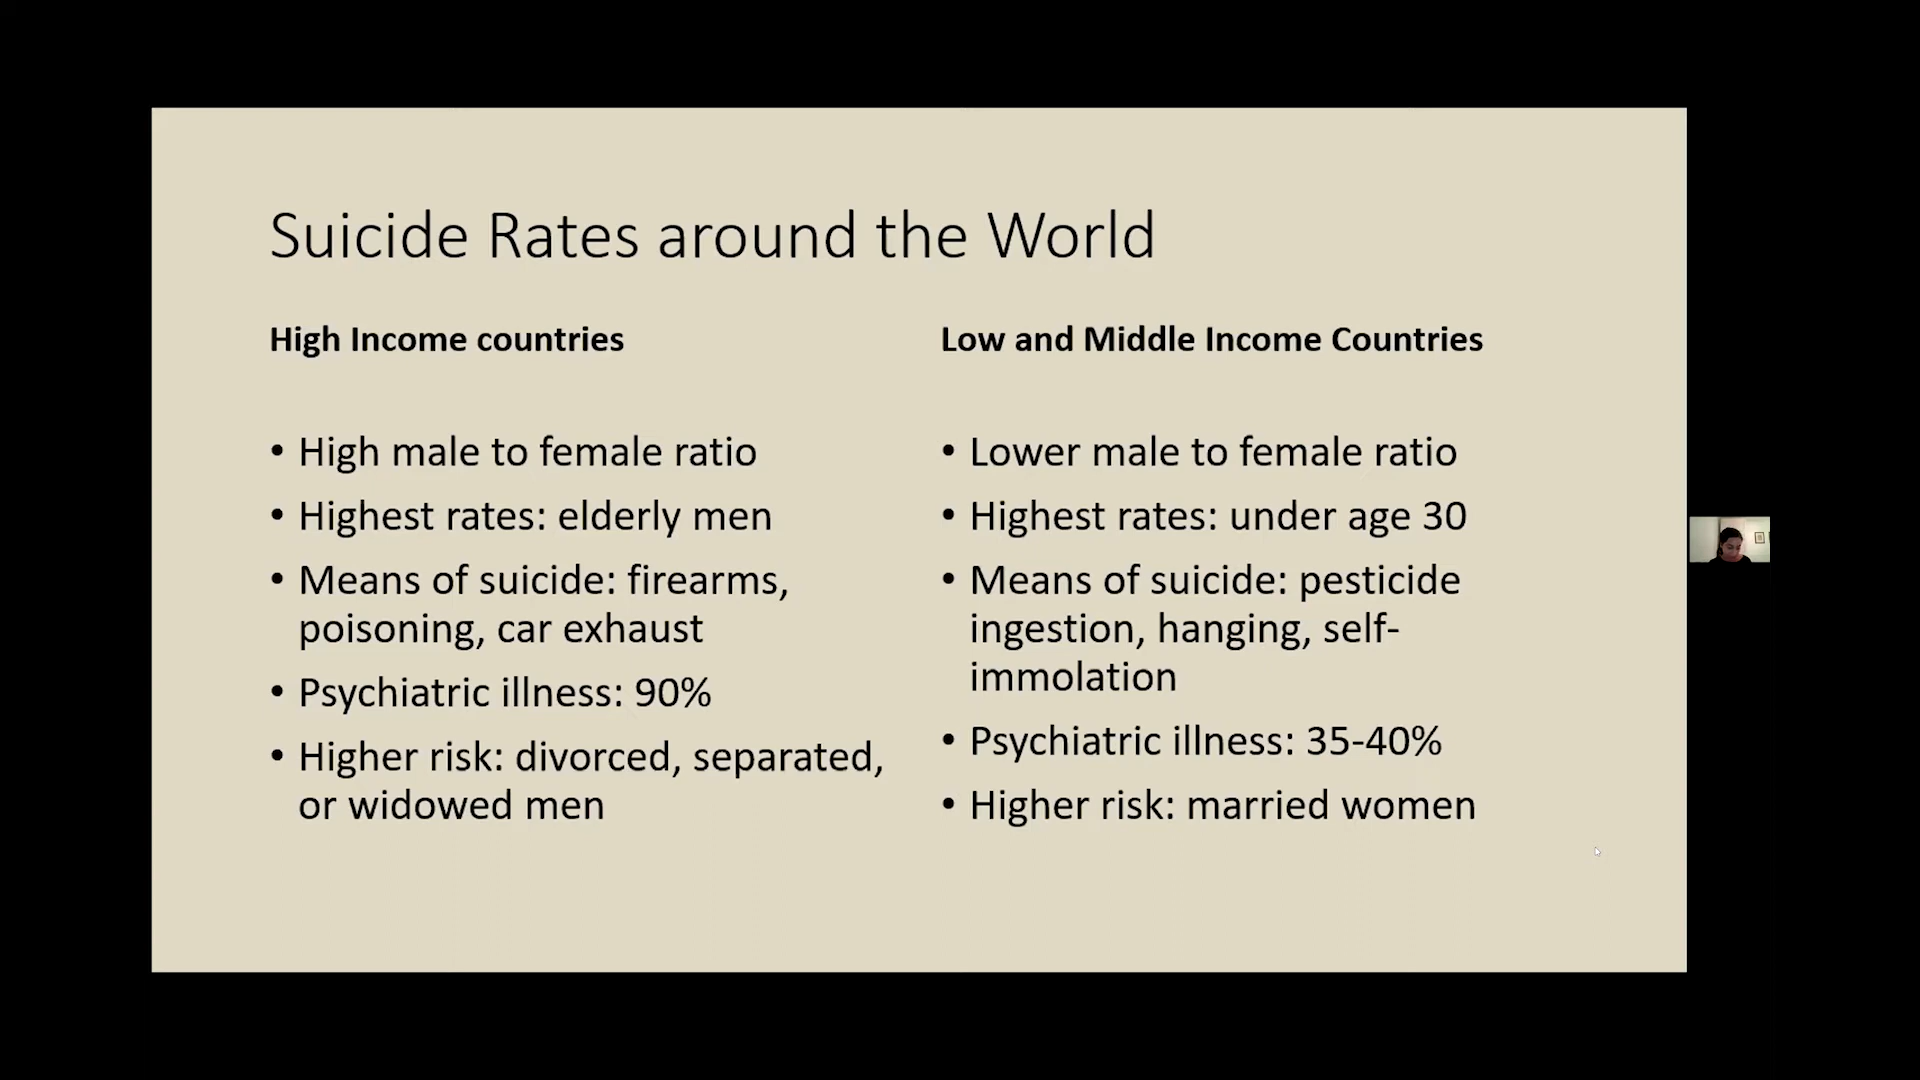 Suicide Rates around the World
High Income countries
• High male to female ratio
• Highest rates: elderly men
• Means of suicide: firearms,
poisoning, car exhaust
• Psychiatric illness: 90%
• Higher risk: divorced, separated,
or widowed men
Low and Middle Income Countries
• Lower male to female ratio
• Highest rates: under age 30
• Means of suicide: pesticide
ingestion, hanging, self-
immolation
• Psychiatric illness: 35-40%
• Higher risk: married women